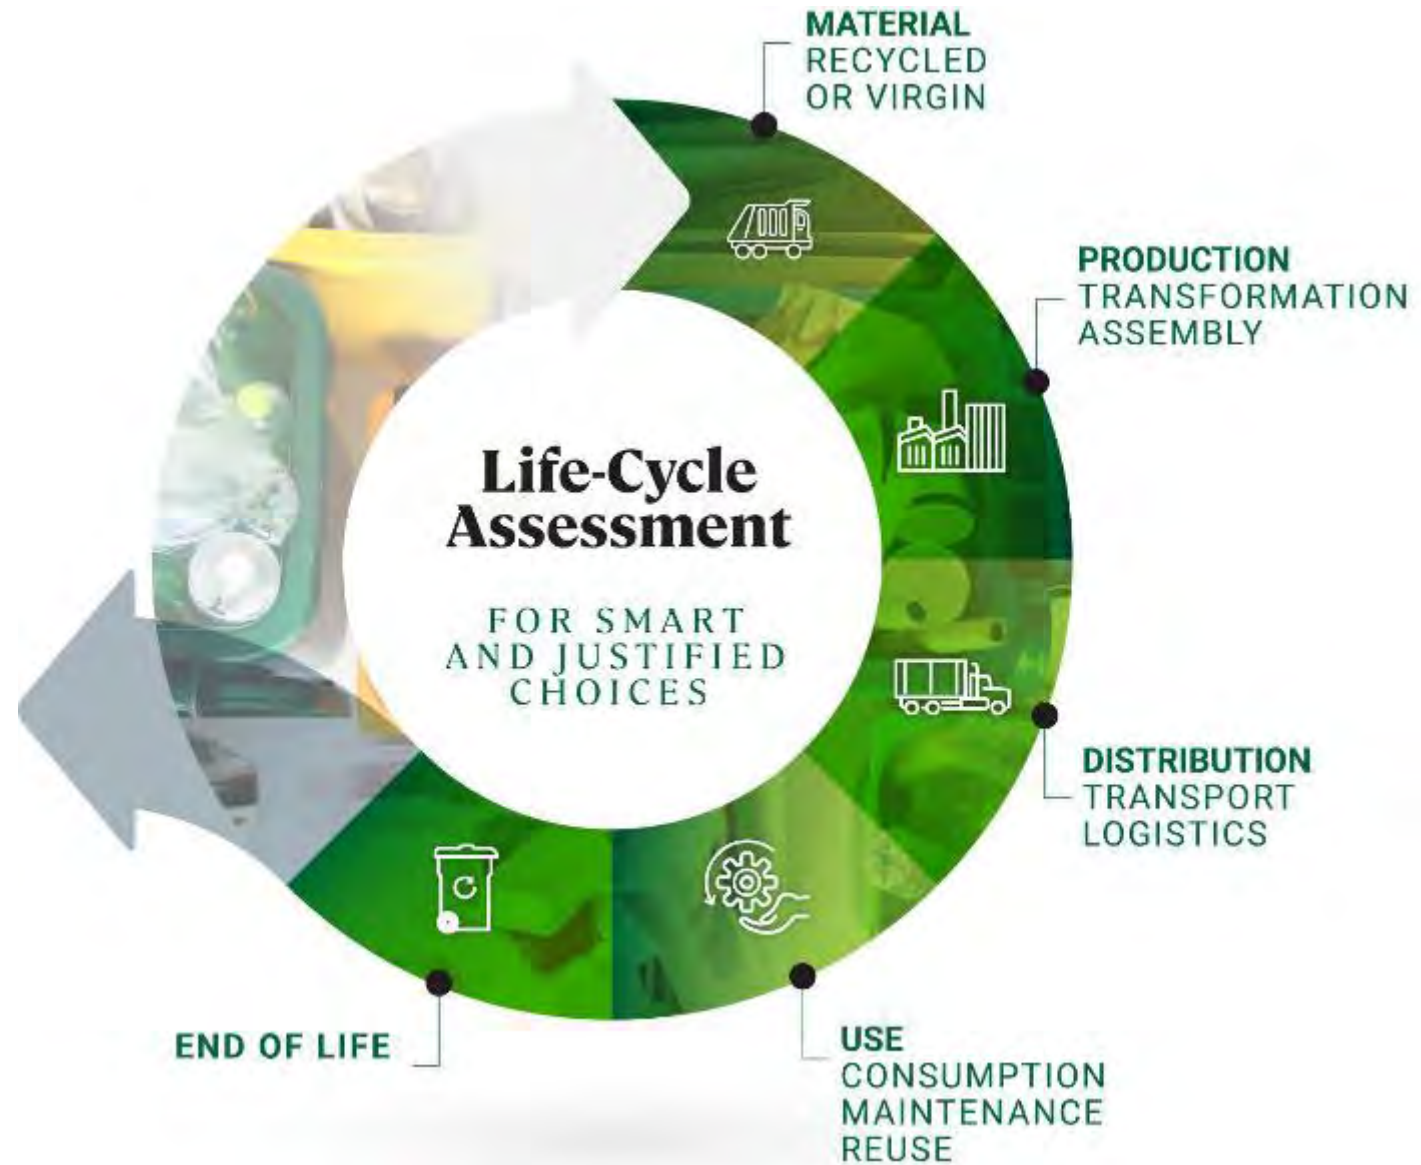 MATERIAL
RECYCLED
OR VIRGIN
PRODUCTION
TRANSFORMATION
ASSEMBLY
Life-Cycle
Assessment
FOR SMART
AND JUSTIFIED
CHOICES
DISTRIBUTION
TRANSPORT
LOGISTICS
USE
CONSUMPTION
MAINTENANCE
REUSE
END OF LIFE